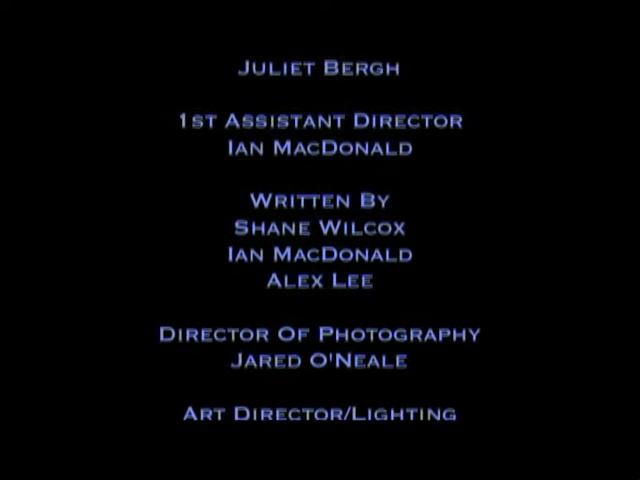 Juliet Bergh
1st Assistant Director
Ian MacDonald
Written By
Shane Wilcox
Ian MacDonald
Alex Lee
Director Of Photography
Jared O'Neale
Art Director/Lighting